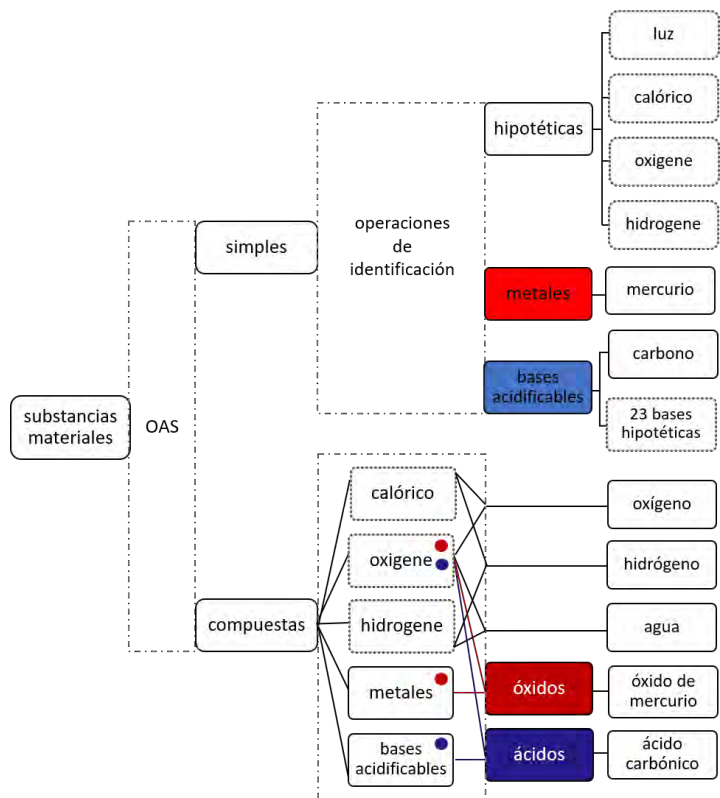 luz
calórico
hipotéticas
oxigene
hidrogene
operaciones
de
identificación
simples
metales
mercurio
carbono
bases
acidificables
23 bases
hipotéticas
substancias
materiales
OAS
calórico
oxígeno
oxigene
hidrógeno
hidrogene
compuestas
agua
metales
óxidos
óxido de
mercurio
bases
acidificables
ácidos
ácido
carbónico